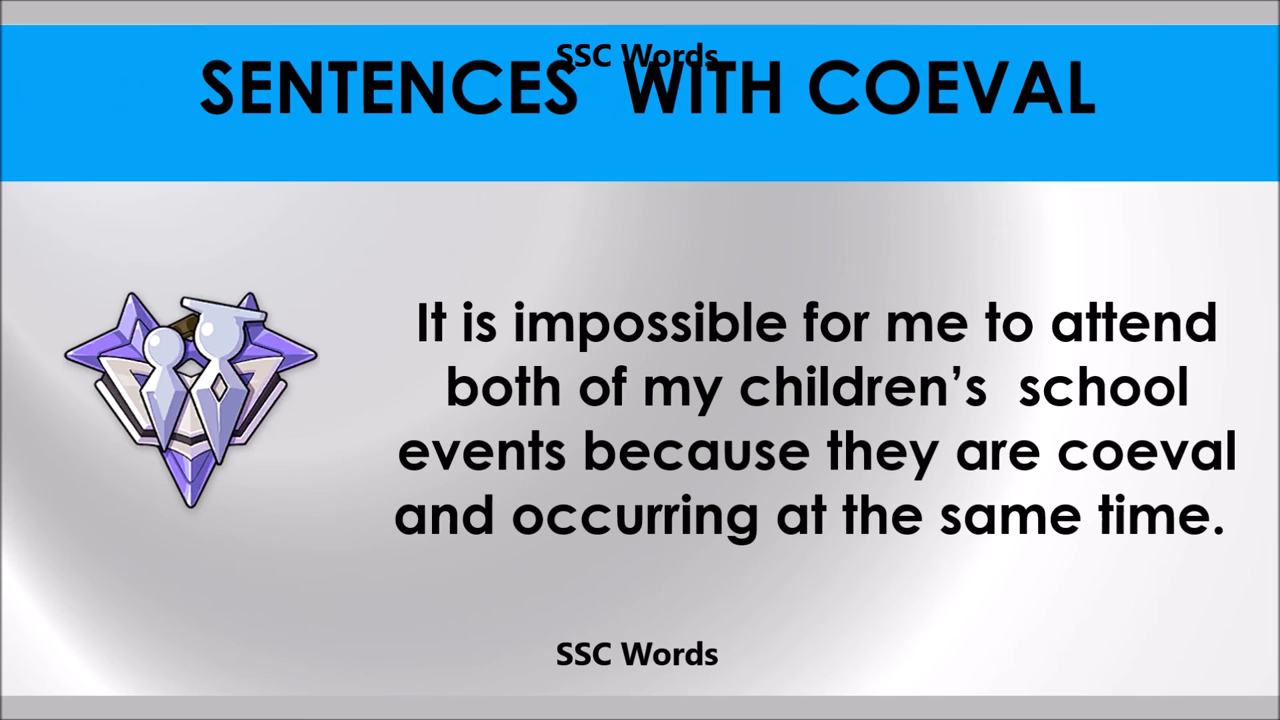 SSC Words
SENTENCES WITH COEVAL
It is impossible for me to attend
both of my children’s school
events because they are coeval
and occurring at the same time.
SSC Words